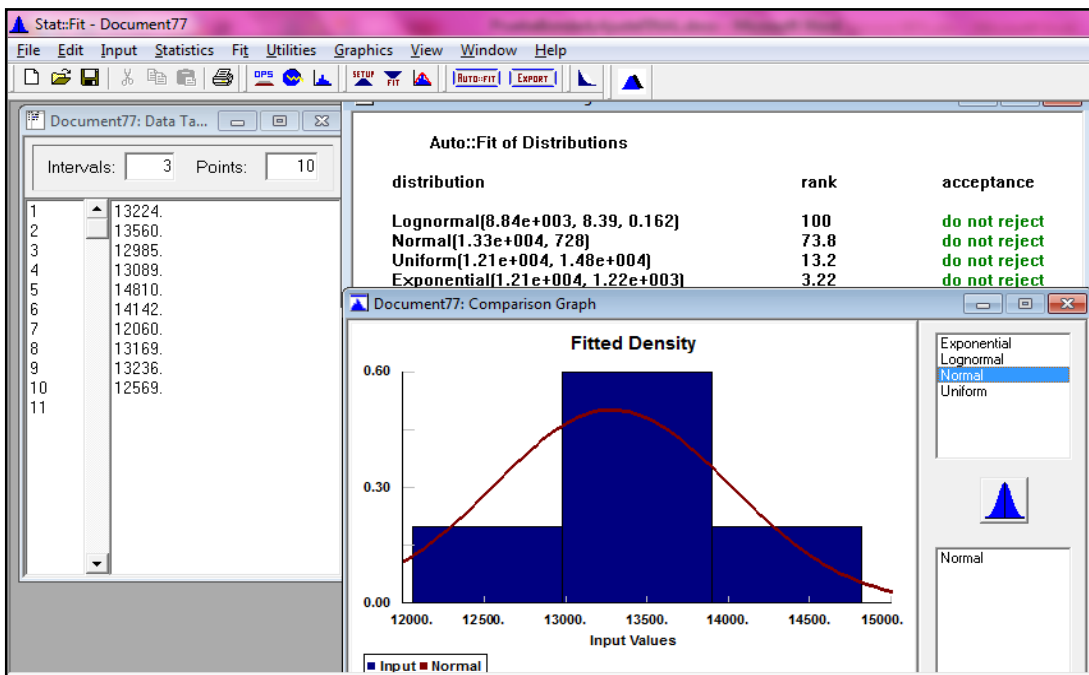 Stat::Fit - Document77
File Edit Input Statistics Fit Utilities Graphics View Window Help
OPS SETUP FIT AUTO::FIT EXPORT
Document77: Data Ta...
Intervals: 3 Points: 10
1 13224.
2 13560.
3 12985.
4 13089.
5 14810.
6 14142.
7 12060.
8 13169.
9 13236.
10 12569.
11
Auto::Fit of Distributions
distribution rank acceptance
Lognormal(8.84e+003, 8.39, 0.162) 100 do not reject
Normal(1.33e+004, 728) 73.8 do not reject
Uniform(1.21e+004, 1.48e+004) 13.2 do not reject
Exponential(1.21e+004, 1.22e+003) 3.22 do not reject
Document77: Comparison Graph
Fitted Density
0.60
0.30
0.00
12000. 12500. 13000. 13500. 14000. 14500. 15000.
Input Values
Input Normal
Exponential
Lognormal
Normal
Uniform
Normal